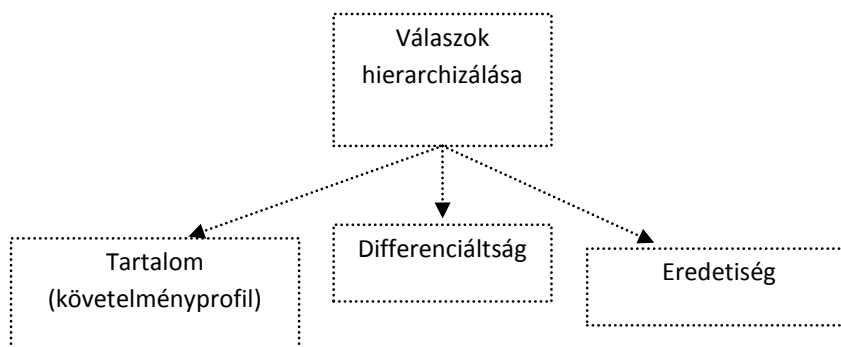 Válaszok
hierarchizálása
Tartalom
(követelményprofil)
Differenciáltság
Eredetiség